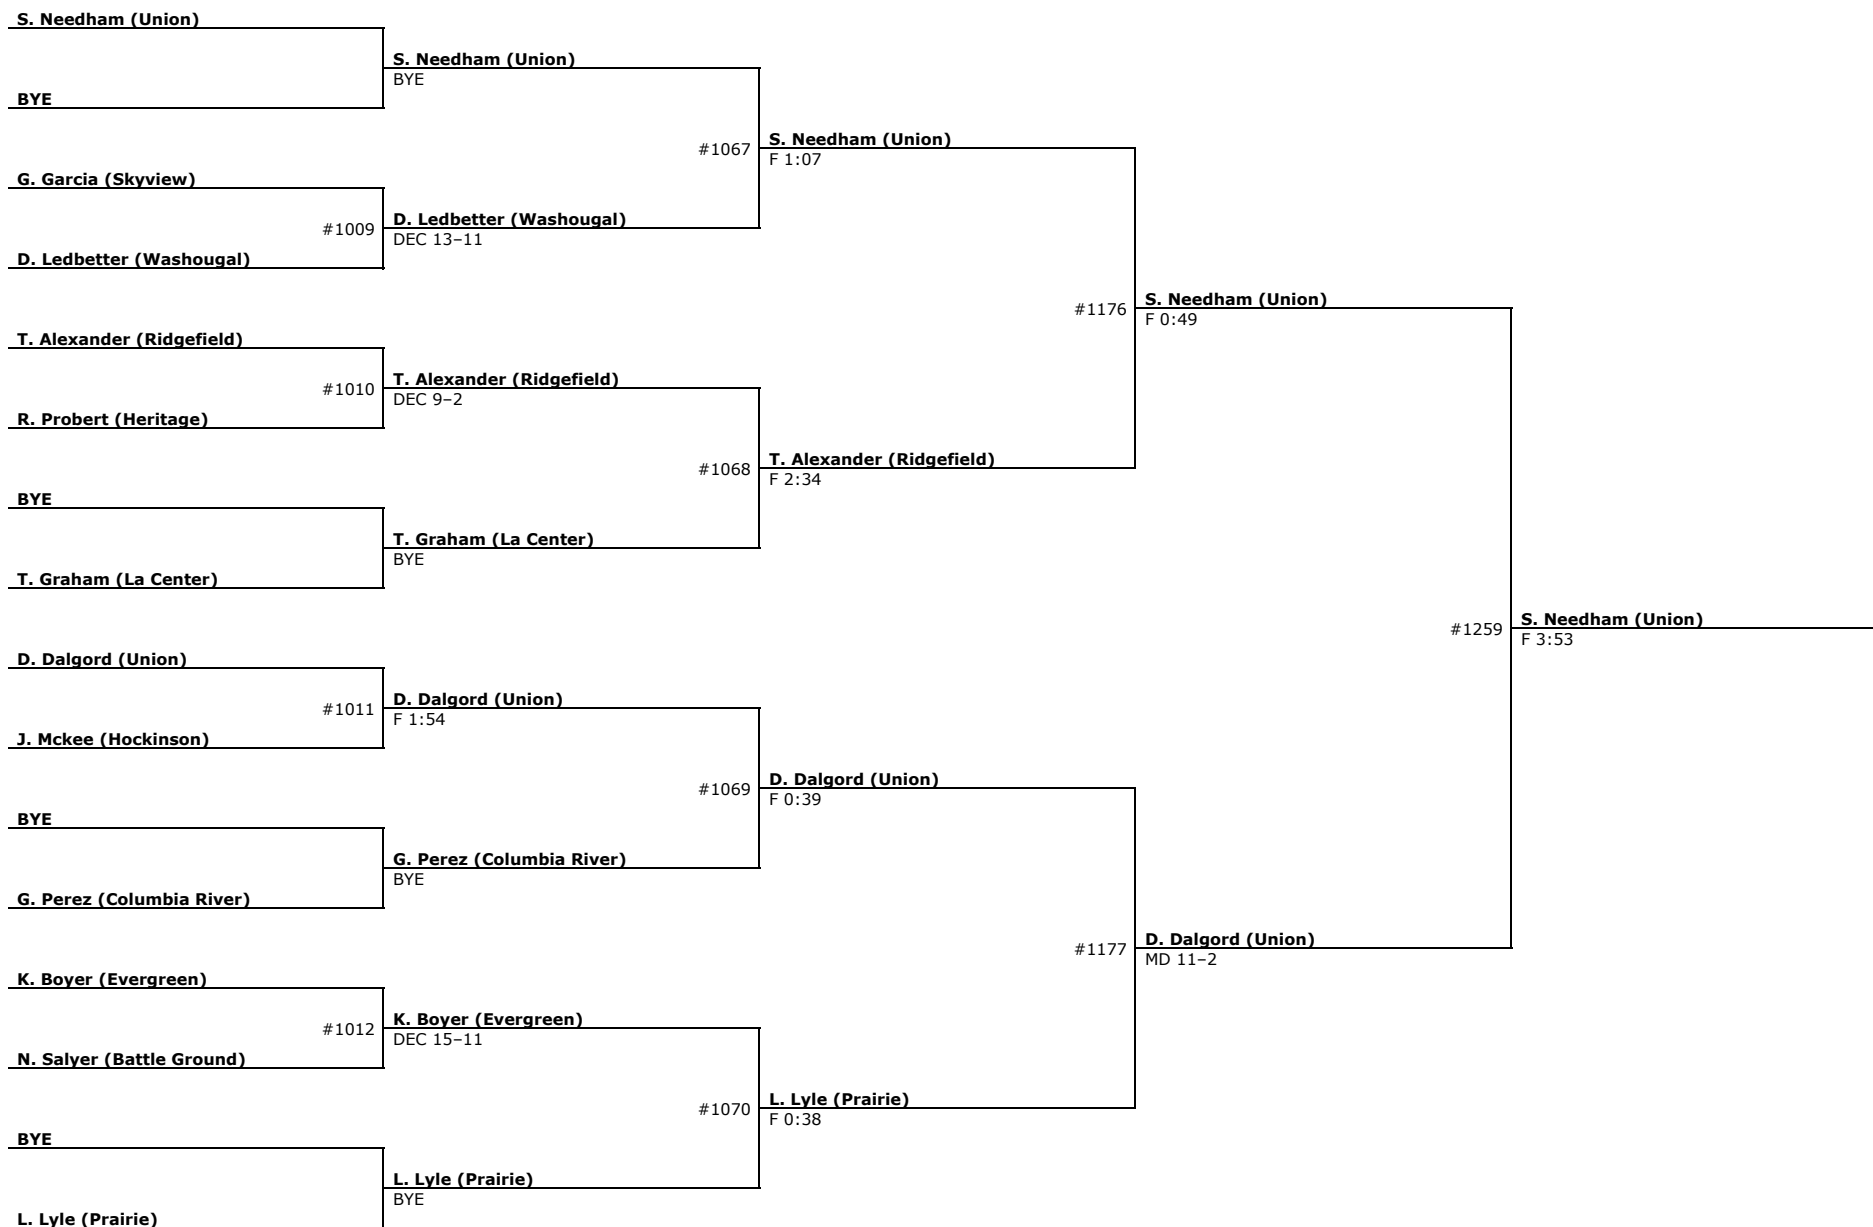 S. Needham (Union)
BYE
G. Garcia (Skyview)
D. Ledbetter (Washougal)
T. Alexander (Ridgefield)
R. Probert (Heritage)
BYE
T. Graham (La Center)
D. Dalgord (Union)
J. Mckee (Hockinson)
BYE
G. Perez (Columbia River)
K. Boyer (Evergreen)
N. Salyer (Battle Ground)
BYE
L. Lyle (Prairie)
S. Needham (Union)
BYE
#1009
D. Ledbetter (Washougal)
DEC 13–11
#1010
T. Alexander (Ridgefield)
DEC 9–2
T. Graham (La Center)
BYE
#1011
D. Dalgord (Union)
F 1:54
G. Perez (Columbia River)
BYE
#1012
K. Boyer (Evergreen)
DEC 15–11
L. Lyle (Prairie)
BYE
#1067
S. Needham (Union)
F 1:07
#1068
T. Alexander (Ridgefield)
F 2:34
#1069
D. Dalgord (Union)
F 0:39
#1070
L. Lyle (Prairie)
F 0:38
#1176
S. Needham (Union)
F 0:49
#1177
D. Dalgord (Union)
MD 11–2
#1259
S. Needham (Union)
F 3:53